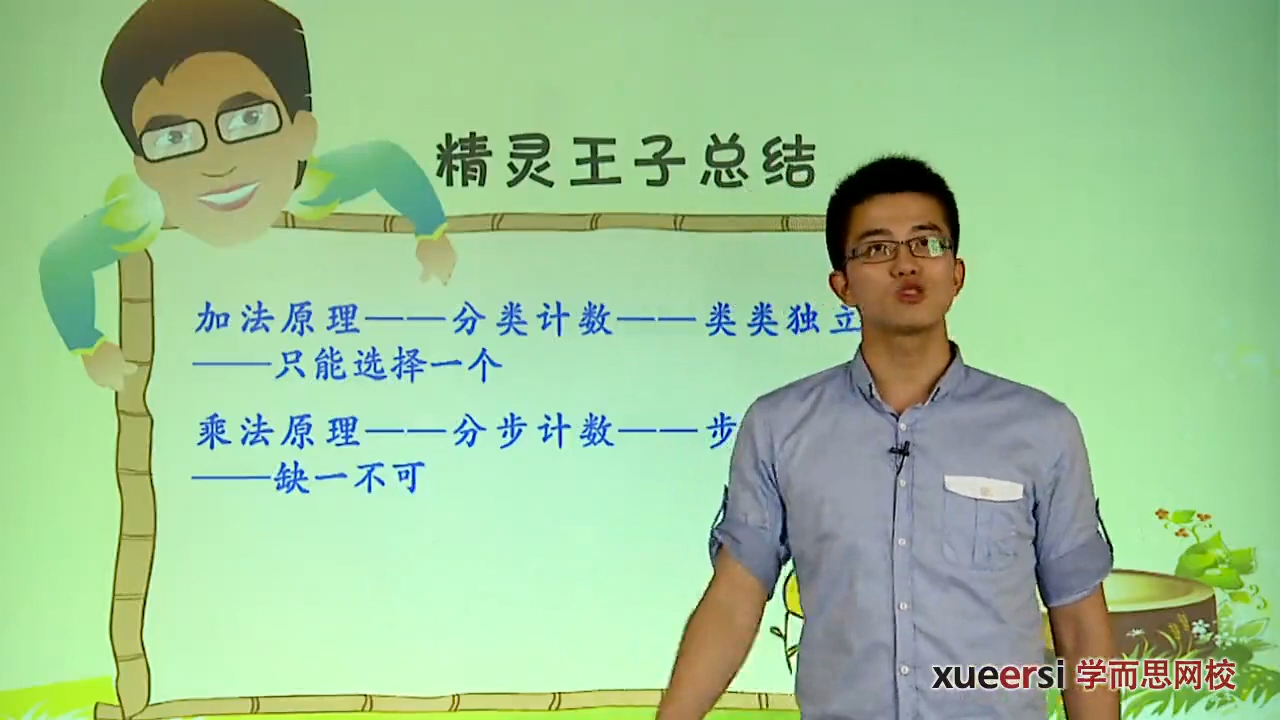 精灵王子总结
加法原理——分类计数——类类独立
——只能选择一个
乘法原理——分步计数——步
——缺一不可
xueersi 学而思网校